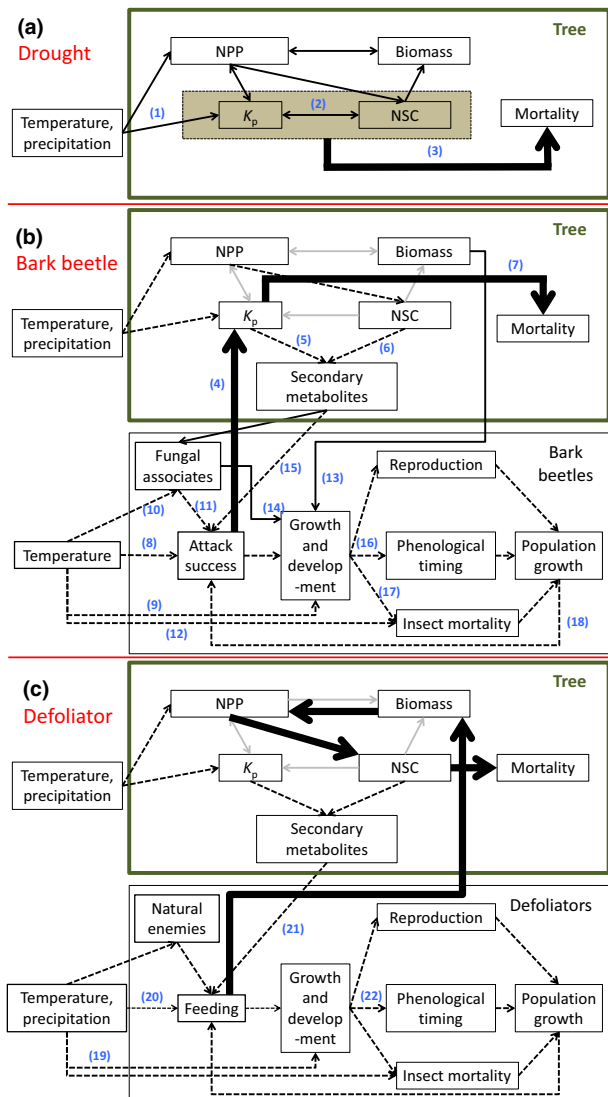 (a)
Drought
Tree
NPP
Biomass
Temperature,
precipitation
(1)
Kp
(2)
NSC
Mortality
(3)
(b)
Bark beetle
Tree
NPP
Biomass
(7)
Temperature,
precipitation
Kp
NSC
Mortality
(5)
(6)
(4)
Secondary
metabolites
Bark
beetles
Fungal
associates
(15)
(13)
Reproduction
(10)
(11)
(14)
Growth
and
develop
-ment
Temperature
(8)
Attack
success
(16)
Phenological
timing
Population
growth
(17)
(9)
(12)
Insect mortality
(18)
(c)
Defoliator
Tree
NPP
Biomass
Temperature,
precipitation
Kp
NSC
Mortality
Secondary
metabolites
Defoliators
Natural
enemies
(21)
Reproduction
Temperature,
precipitation
(20)
Feeding
Growth
and
develop
-ment
(22)
Phenological
timing
Population
growth
(19)
Insect mortality